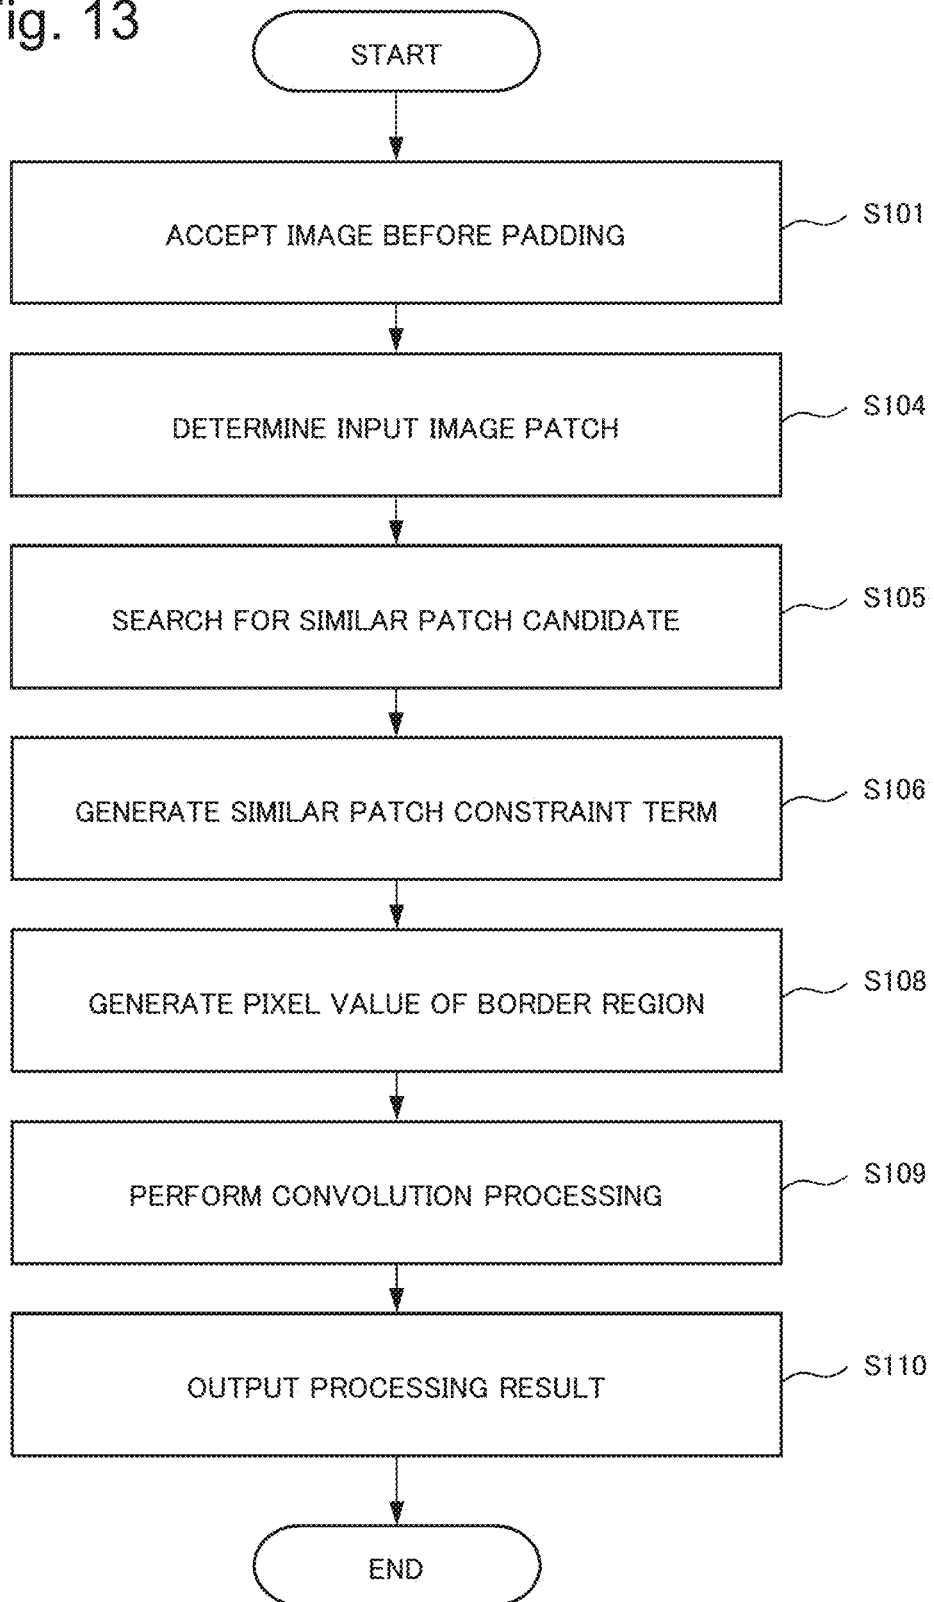 Fig. 13
START
ACCEPT IMAGE BEFORE PADDING
S101
DETERMINE INPUT IMAGE PATCH
S104
SEARCH FOR SIMILAR PATCH CANDIDATE
S105
GENERATE SIMILAR PATCH CONSTRAINT TERM
S106
GENERATE PIXEL VALUE OF BORDER REGION
S108
PERFORM CONVOLUTION PROCESSING
S109
OUTPUT PROCESSING RESULT
S110
END